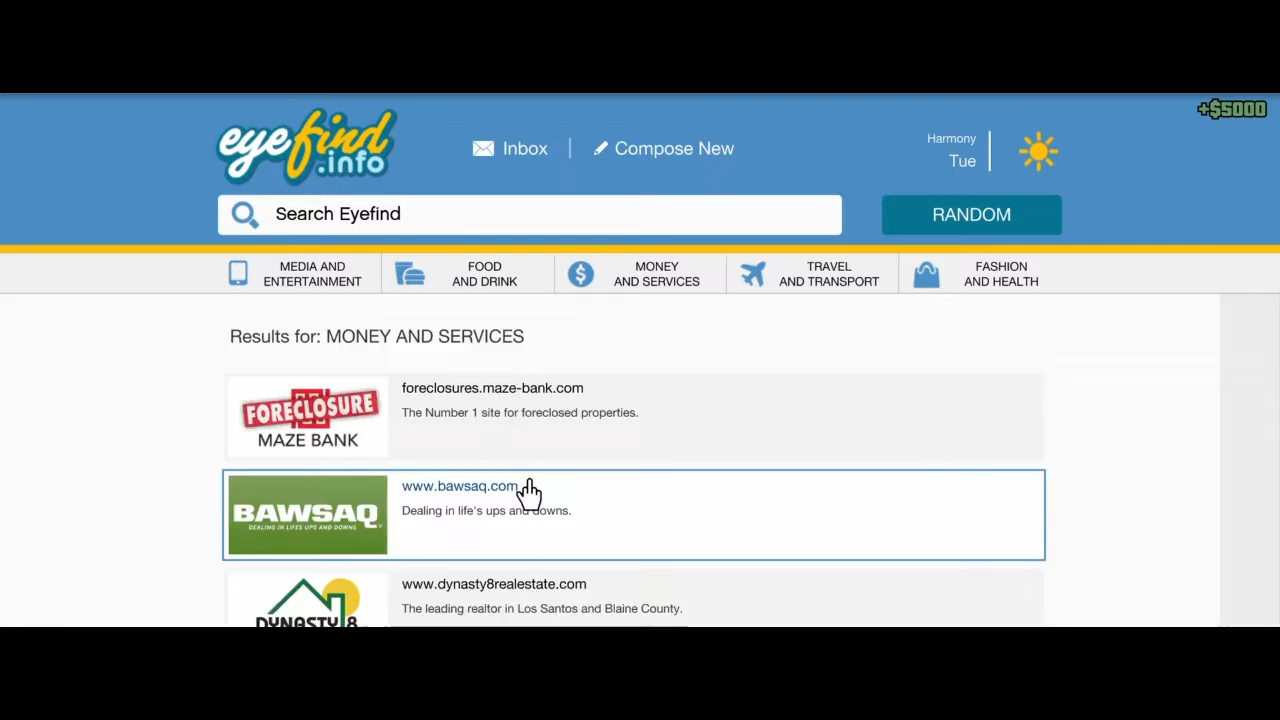 +$5000
eyefind
.info
Inbox
Compose New
Harmony
Tue
Search Eyefind
RANDOM
MEDIA AND
ENTERTAINMENT
FOOD
AND DRINK
MONEY
AND SERVICES
TRAVEL
AND TRANSPORT
FASHION
AND HEALTH
Results for: MONEY AND SERVICES
FORECLOSURE
MAZE BANK
foreclosures.maze-bank.com
The Number 1 site for foreclosed properties.
BAWSAQ
DEALING IN LIFES UPS AND DOWNS
www.bawsaq.com
Dealing in life's ups and downs.
DYNASTY 8
www.dynasty8realestate.com
The leading realtor in Los Santos and Blaine County.